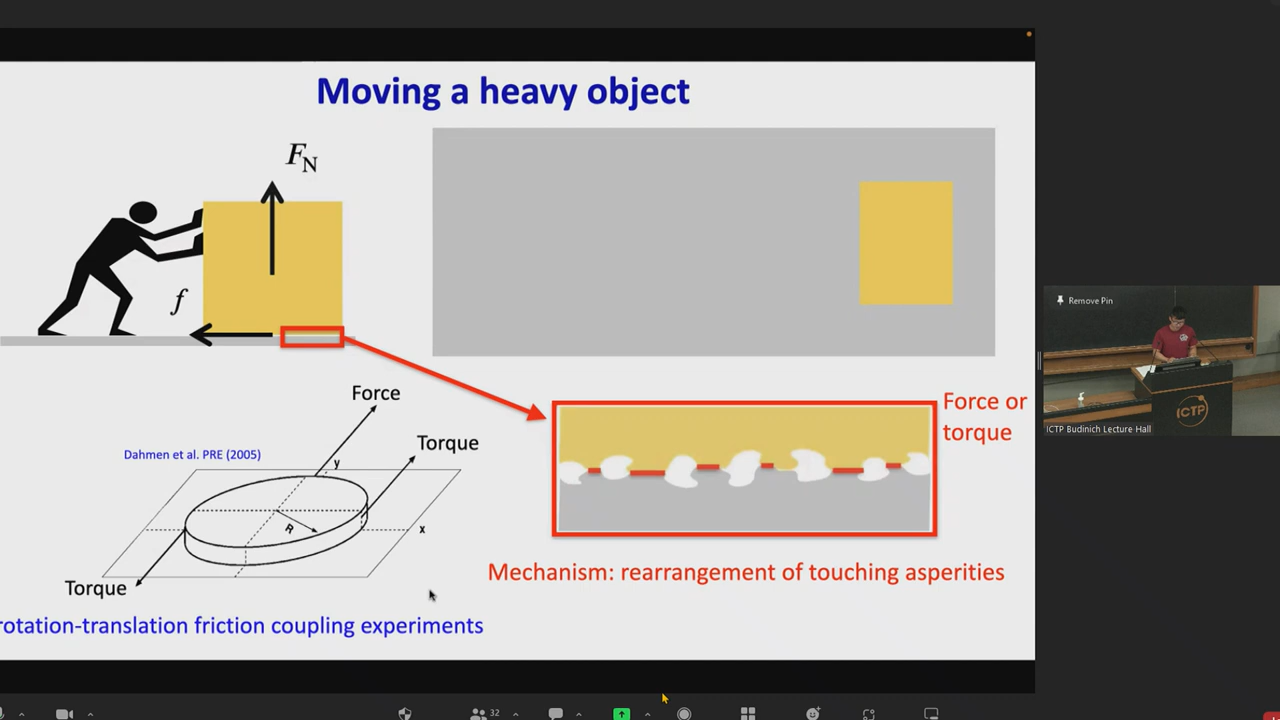 Moving a heavy object
F_N
f
Force
Torque
Dahmen et al. PRE (2005)
y
R
x
Torque
rotation-translation friction coupling experiments
Force or
torque
Mechanism: rearrangement of touching asperities
Remove Pin
ICTP
ICTP Budinich Lecture Hall
32